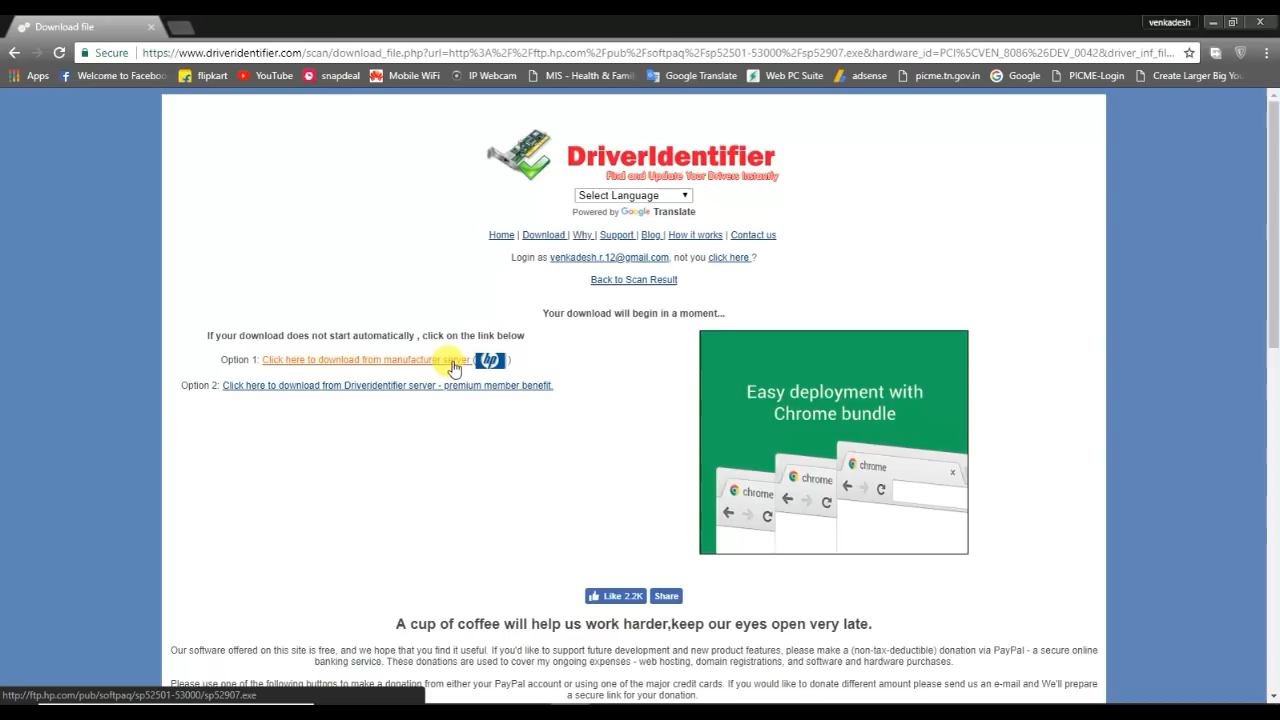 Download file
venkadesh
Secure
https://www.driveridentifier.com/scan/download_file.php?url=http%3A%2F%2Fftp.hp.com%2Fpub%2Fsoftpaq%2Fsp52501-53000%2Fsp52907.exe&hardware_id=PCI%5CVEN_8086%26DEV_0042&driver_inf_fil...
Apps
Welcome to Faceboo
flipkart
YouTube
snapdeal
Mobile WiFi
IP Webcam
MIS - Health & Famil
Google Translate
Web PC Suite
adsense
picme.tn.gov.in
Google
PICME-Login
Create Larger Big Yo
DriverIdentifier
Find and Update Your Drivers Instantly
Select Language
Powered by Google Translate
Home | Download | Why | Support | Blog | How it works | Contact us
Login as venkadesh.r.12@gmail.com, not you click here ?
Back to Scan Result
Your download will begin in a moment...
If your download does not start automatically , click on the link below
Option 1: Click here to download from manufacturer server ( hp )
Option 2: Click here to download from Driveridentifier server - premium member benefit.
Easy deployment with
Chrome bundle
chrome
chrome
chrome
Like 2.2K
Share
A cup of coffee will help us work harder,keep our eyes open very late.
Our software offered on this site is free, and we hope that you find it useful. If you'd like to support future development and new product features, please make a (non-tax-deductible) donation via PayPal - a secure online
banking service. These donations are used to cover my ongoing expenses - web hosting, domain registrations, and software and hardware purchases.
Please use one of the following buttons to make a donation from either your PayPal account or using one of the major credit cards. If you would like to donate different amount please send us an e-mail and We'll prepare
a secure link for your donation.
http://ftp.hp.com/pub/softpaq/sp52501-53000/sp52907.exe